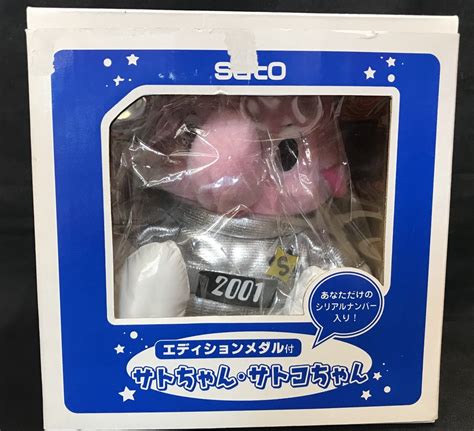 sato
S
2001
あなただけの
シリアルナンバー
入り!
エディションメダル付
サトちゃん・サトコちゃん